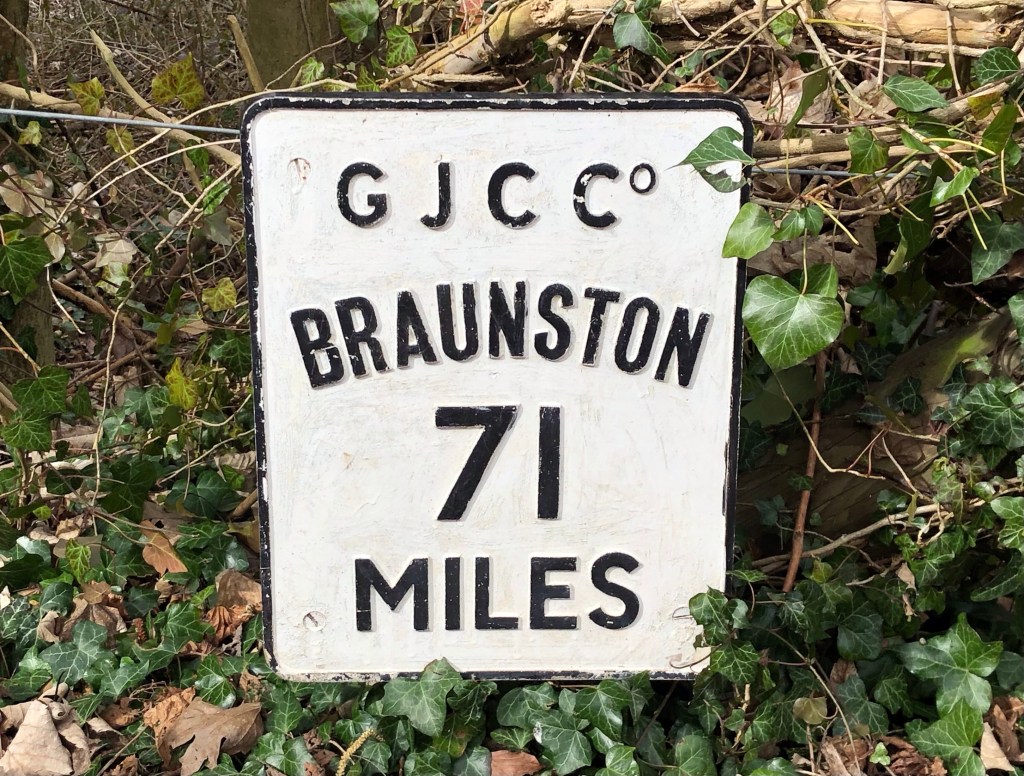 G J C Cº
BRAUNSTON
71
MILES